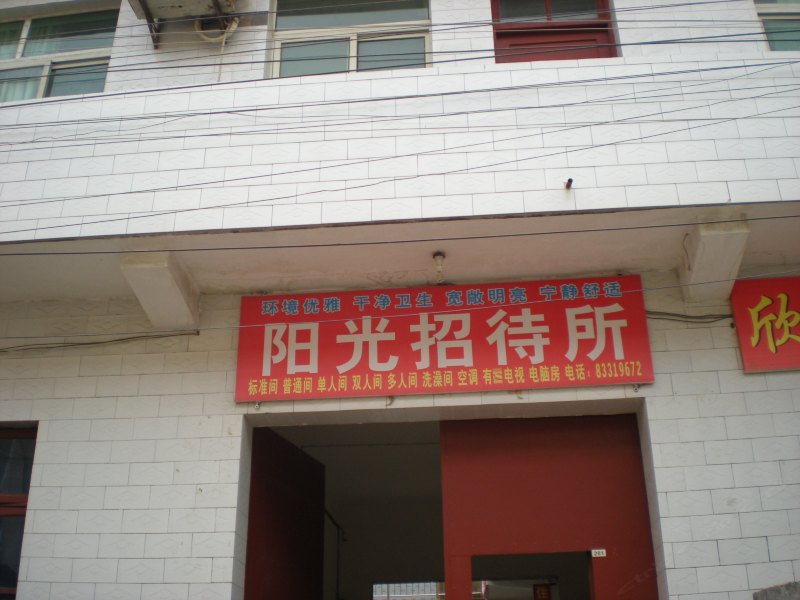 环境优雅 干净卫生 宽敞明亮 宁静舒适
阳光招待所
标准间 普通间 单人间 双人间 多人间 洗澡间 空调 有线电视 电脑房 电话:83319672
欣
261